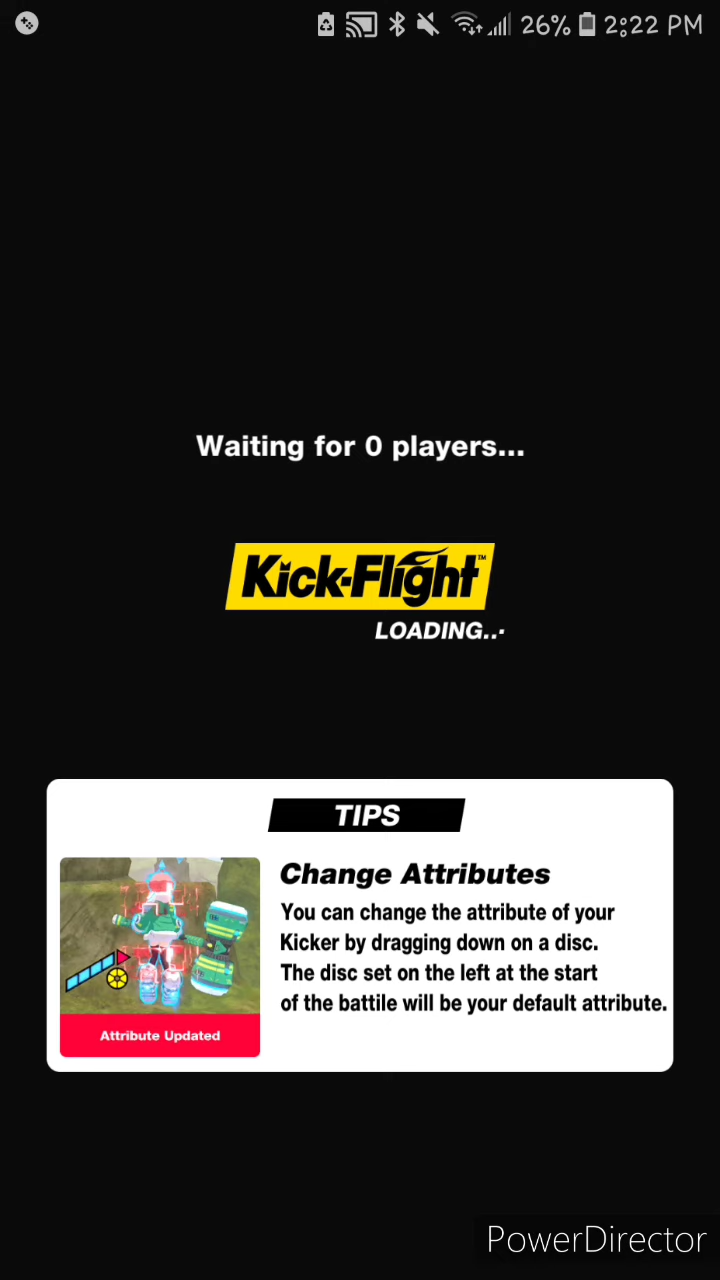 26% 2:22 PM
Waiting for 0 players...
Kick-Flight™
LOADING...
TIPS
Change Attributes
You can change the attribute of your
Kicker by dragging down on a disc.
The disc set on the left at the start
of the battile will be your default attribute.
Attribute Updated
PowerDirector